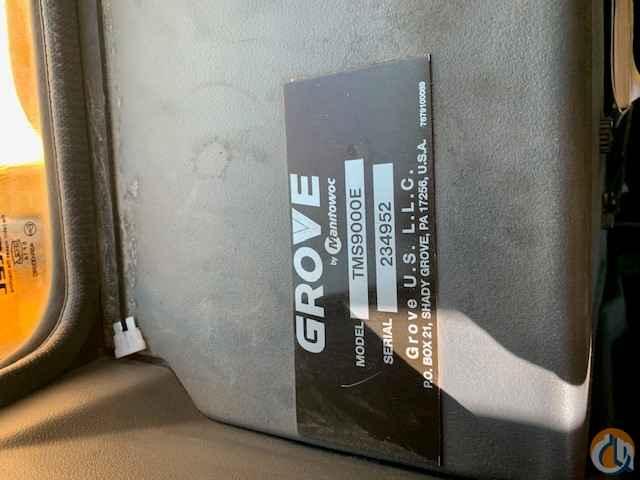 GROVE
by Manitowoc
MODEL TMS9000E
SERIAL 234952
Grove U.S. L.L.C.
P.O. BOX 21, SHADY GROVE, PA 17256, U.S.A.